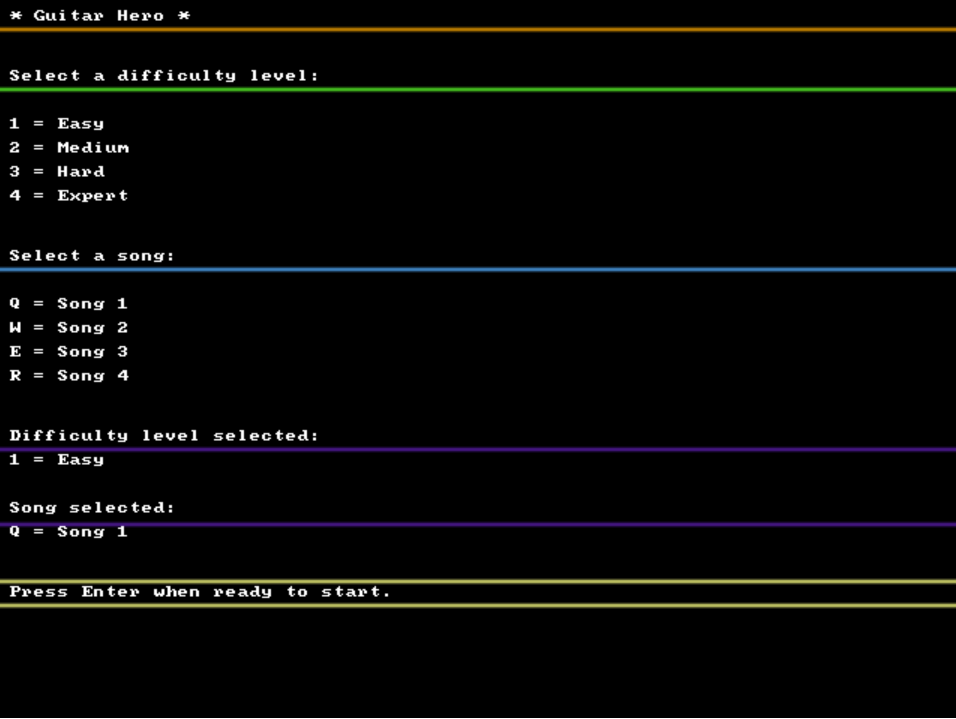 * Guitar Hero *
Select a difficulty level:
1 = Easy
2 = Medium
3 = Hard
4 = Expert
Select a song:
Q = Song 1
W = Song 2
E = Song 3
R = Song 4
Difficulty level selected:
1 = Easy
Song selected:
Q = Song 1
Press Enter when ready to start.